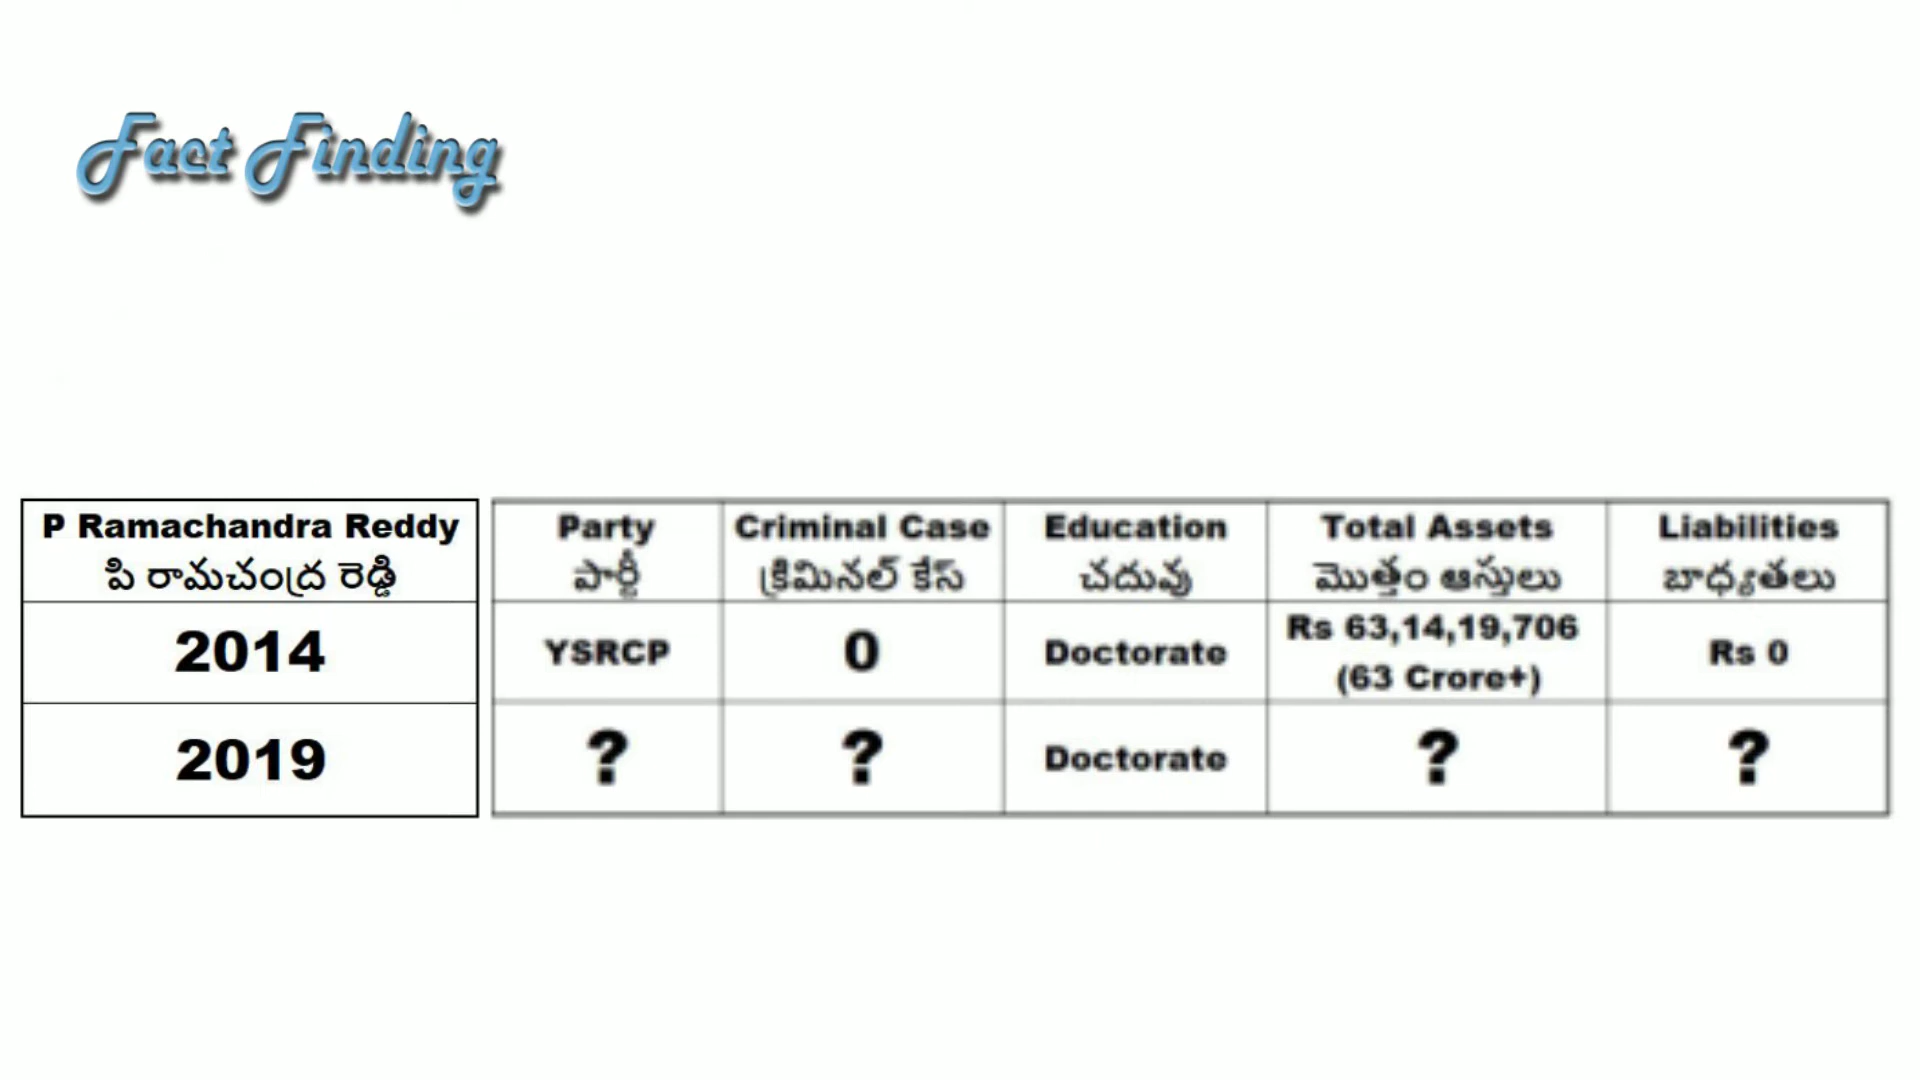 Fact Finding
P Ramachandra Reddy
పి రామచంద్ర రెడ్డి
Party
పార్టీ
Criminal Case
క్రిమినల్ కేస్
Education
చదువు
Total Assets
మొత్తం ఆస్తులు
Liabilities
బాధ్యతలు
2014
YSRCP
0
Doctorate
Rs 63,14,19,706
(63 Crore+)
Rs 0
2019
?
?
Doctorate
?
?